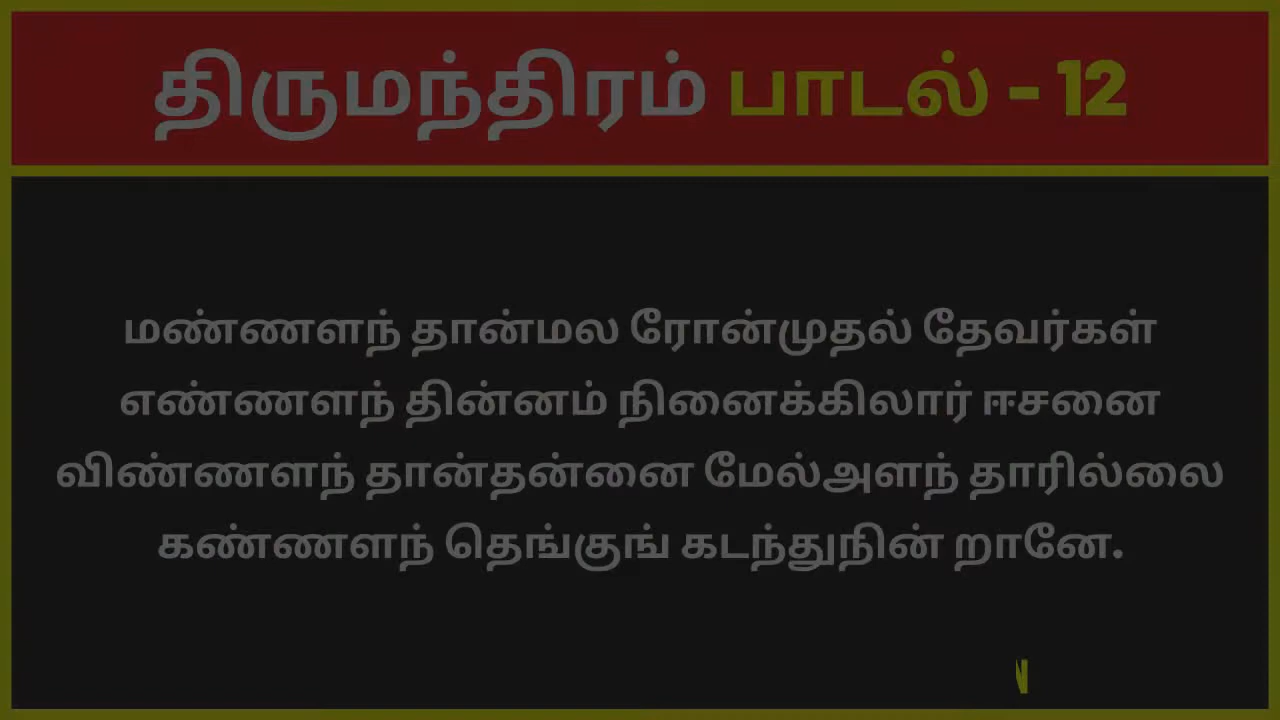 திருமந்திரம் பாடல் - 12
மண்ணளந் தான்மல ரோன்முதல் தேவர்கள்
எண்ணளந் தின்னம் நினைக்கிலார் ஈசனை
விண்ணளந் தான்தன்னை மேல்அளந் தாரில்லை
கண்ணளந் தெங்குங் கடந்துநின் றானே.